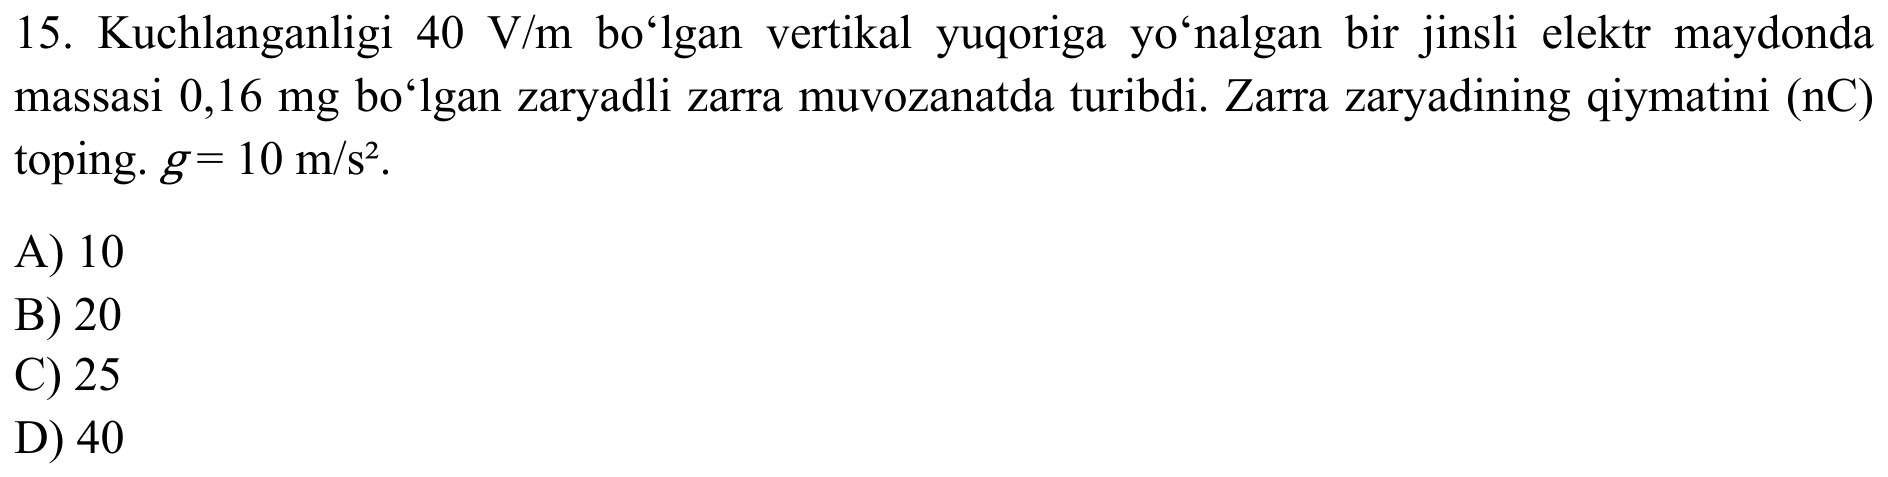 15. Kuchlanganligi 40 V/m bo‘lgan vertikal yuqoriga yo‘nalgan bir jinsli elektr maydonda
massasi 0,16 mg bo‘lgan zaryadli zarra muvozanatda turibdi. Zarra zaryadining qiymatini (nC)
toping. g= 10 m/s².
A) 10
B) 20
C) 25
D) 40